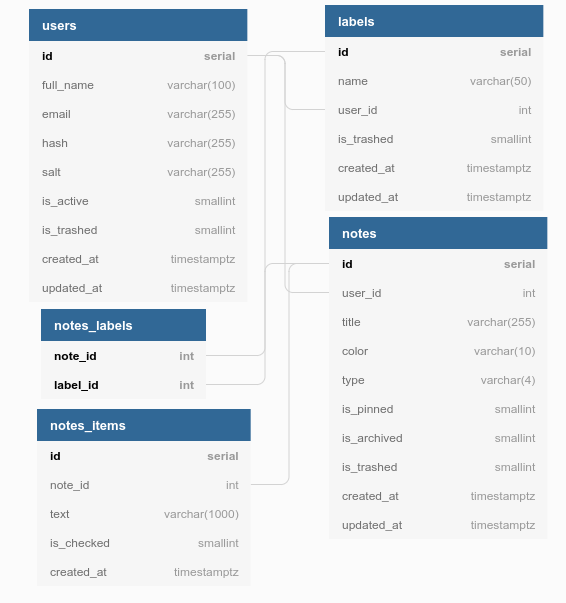 users
id serial
full_name varchar(100)
email varchar(255)
hash varchar(255)
salt varchar(255)
is_active smallint
is_trashed smallint
created_at timestamptz
updated_at timestamptz
labels
id serial
name varchar(50)
user_id int
is_trashed smallint
created_at timestamptz
updated_at timestamptz
notes
id serial
user_id int
title varchar(255)
color varchar(10)
type varchar(4)
is_pinned smallint
is_archived smallint
is_trashed smallint
created_at timestamptz
updated_at timestamptz
notes_labels
note_id int
label_id int
notes_items
id serial
note_id int
text varchar(1000)
is_checked smallint
created_at timestamptz